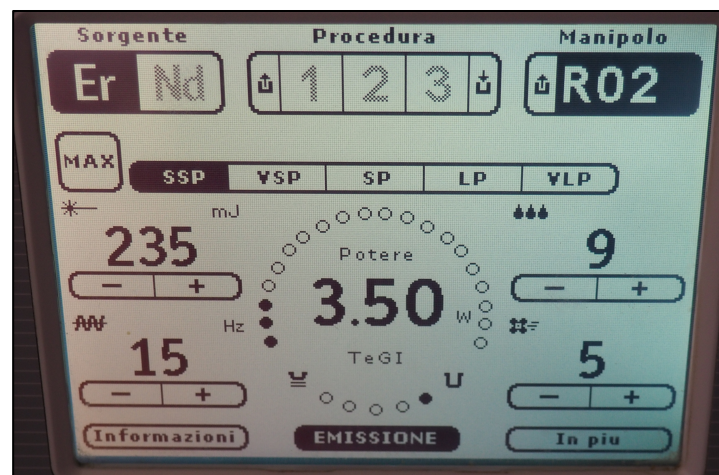 Sorgente Procedura Manipolo
Er Nd 1 2 3 R02
MAX
SSP VSP SP LP VLP
mJ
235 Potere 9
- + 3.50 W - +
Hz
15 TeGI 5
- + - +
Informazioni EMISSIONE In piu